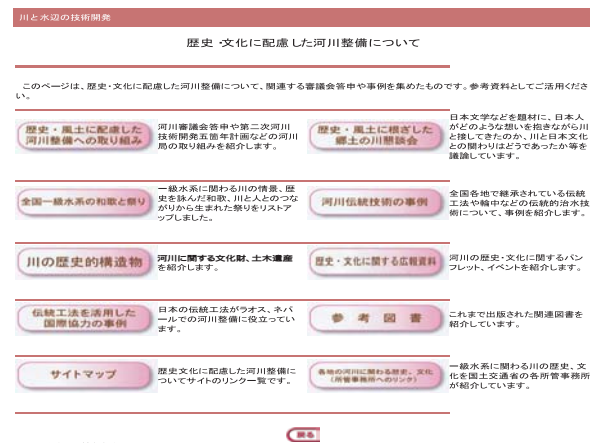 川と水辺の技術開発
歴史・文化に配慮した河川整備について
このページは、歴史・文化に配慮した河川整備について、関連する審議会答申や事例を集めたものです。参考資料としてご活用ください。
い。
歴史・風土に配慮した
河川整備への取り組み
河川審議会答申や第二次河川
技術開発五箇年計画などの河川
局の取り組みを紹介します。
歴史・風土に根ざした
郷土の川懇談会
日本文学などを題材に、日本人
がどのような想いを抱きながら川
と接してきたのか、川と日本文化
との関わりはどうであったか等を
議論しています。
全国一級水系の和歌と祭り
一級水系に関わる川の情景、歴
史を詠んだ和歌、川と人とのつな
がりから生まれた祭りをリストア
ップしました。
河川伝統技術の事例
全国各地で継承されている伝統
工法や輪中などの伝統的治水技
術について、事例を紹介します。
川の歴史的構造物
河川に関する文化財、土木遺産
を紹介します。
歴史・文化に関する広報資料
河川の歴史・文化に関するパン
フレット、イベントを紹介します。
伝統工法を活用した
国際協力の事例
日本の伝統工法がラオス、ネパ
ールでの河川整備に役立ってい
ます。
参 考 図 書
これまで出版された関連図書を
紹介しています。
サイトマップ
歴史文化に配慮した河川整備に
ついてサイトのリンク一覧です。
各地の河川に関わる歴史、文化
(所管事務所へのリンク)
一級水系に関わる川の歴史、文
化を国土交通省の各所管事務所
が紹介しています。
戻る